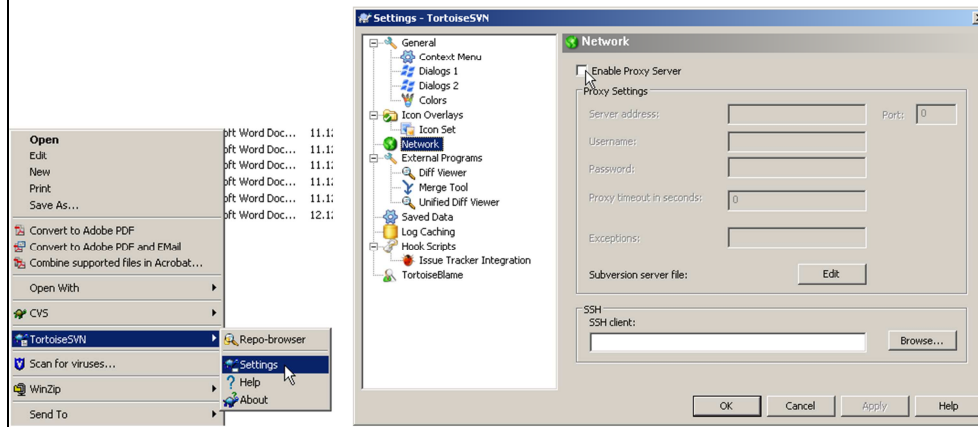 Open
Edit
New
Print
Save As...
Convert to Adobe PDF
Convert to Adobe PDF and EMail
Combine supported files in Acrobat...
Open With
CVS
TortoiseSVN
Scan for viruses...
WinZip
Send To
oft Word Doc... 11.12
oft Word Doc... 11.12
oft Word Doc... 11.12
oft Word Doc... 11.12
oft Word Doc... 11.12
oft Word Doc... 12.12
Repo-browser
Settings
Help
About
Settings - TortoiseSVN
General
Context Menu
Dialogs 1
Dialogs 2
Colors
Icon Overlays
Icon Set
Network
External Programs
Diff Viewer
Merge Tool
Unified Diff Viewer
Saved Data
Log Caching
Hook Scripts
Issue Tracker Integration
TortoiseBlame
Network
Enable Proxy Server
Proxy Settings
Server address: Port: 0
Username:
Password:
Proxy timeout in seconds: 0
Exceptions:
Subversion server file: Edit
SSH
SSH client:
Browse...
OK Cancel Apply Help